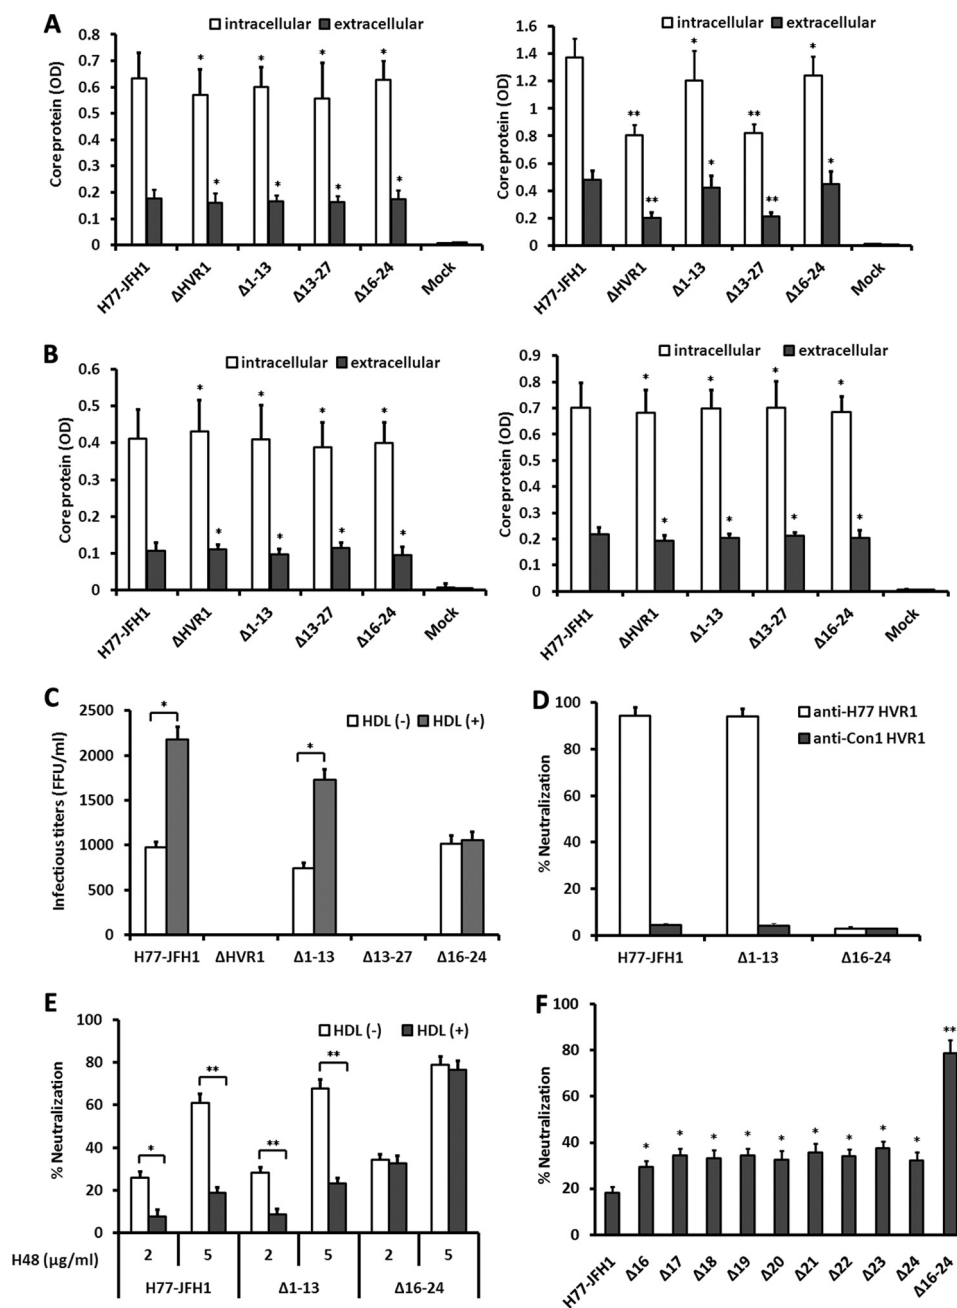 A
intracellular extracellular
Core protein (OD)
0.8
0.7
0.6
0.5
0.4
0.3
0.2
0.1
0
* * * *
* * * *
H77-JFH1 ΔHVR1 Δ1-13 Δ13-27 Δ16-24 Mock
intracellular extracellular
Core protein (OD)
1.6
1.4
1.2
1
0.8
0.6
0.4
0.2
0
** * ** *
** * ** *
H77-JFH1 ΔHVR1 Δ1-13 Δ13-27 Δ16-24 Mock
B
intracellular extracellular
Core protein (OD)
0.6
0.5
0.4
0.3
0.2
0.1
0
* * * *
* * * *
H77-JFH1 ΔHVR1 Δ1-13 Δ13-27 Δ16-24 Mock
intracellular extracellular
Core protein (OD)
0.9
0.8
0.7
0.6
0.5
0.4
0.3
0.2
0.1
0
* * * *
* * * *
H77-JFH1 ΔHVR1 Δ1-13 Δ13-27 Δ16-24 Mock
C
HDL (-) HDL (+)
Infectious titers (FFU/ml)
2500
2000
1500
1000
500
0
* *
H77-JFH1 ΔHVR1 Δ1-13 Δ13-27 Δ16-24
D
anti-H77 HVR1
anti-Con1 HVR1
% Neutralization
100
80
60
40
20
0
H77-JFH1 Δ1-13 Δ16-24
E
HDL (-) HDL (+)
% Neutralization
100
80
60
40
20
0
* ** ** **
H48 (µg/ml) 2 5 2 5 2 5
H77-JFH1 Δ1-13 Δ16-24
F
% Neutralization
100
80
60
40
20
0
* * * * * * * * * **
H77-JFH1 Δ16 Δ17 Δ18 Δ19 Δ20 Δ21 Δ22 Δ23 Δ24 Δ16-24